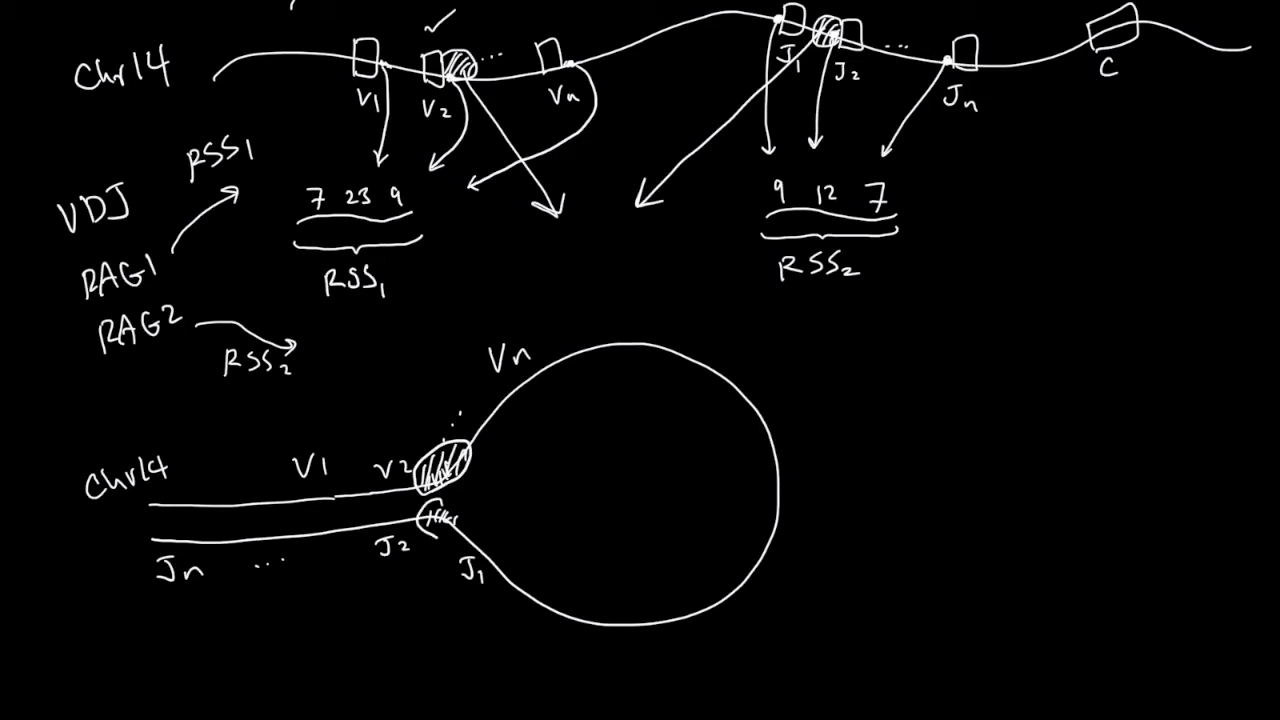 Chr14
V1 V2 ... Vn
J1 J2 ... Jn C
VDJ
RSS1
RAG1
RAG2
RSS2
7 23 9
RSS1
9 12 7
RSS2
Vn
Chr14 V1 V2 ...
Jn ... J2 J1